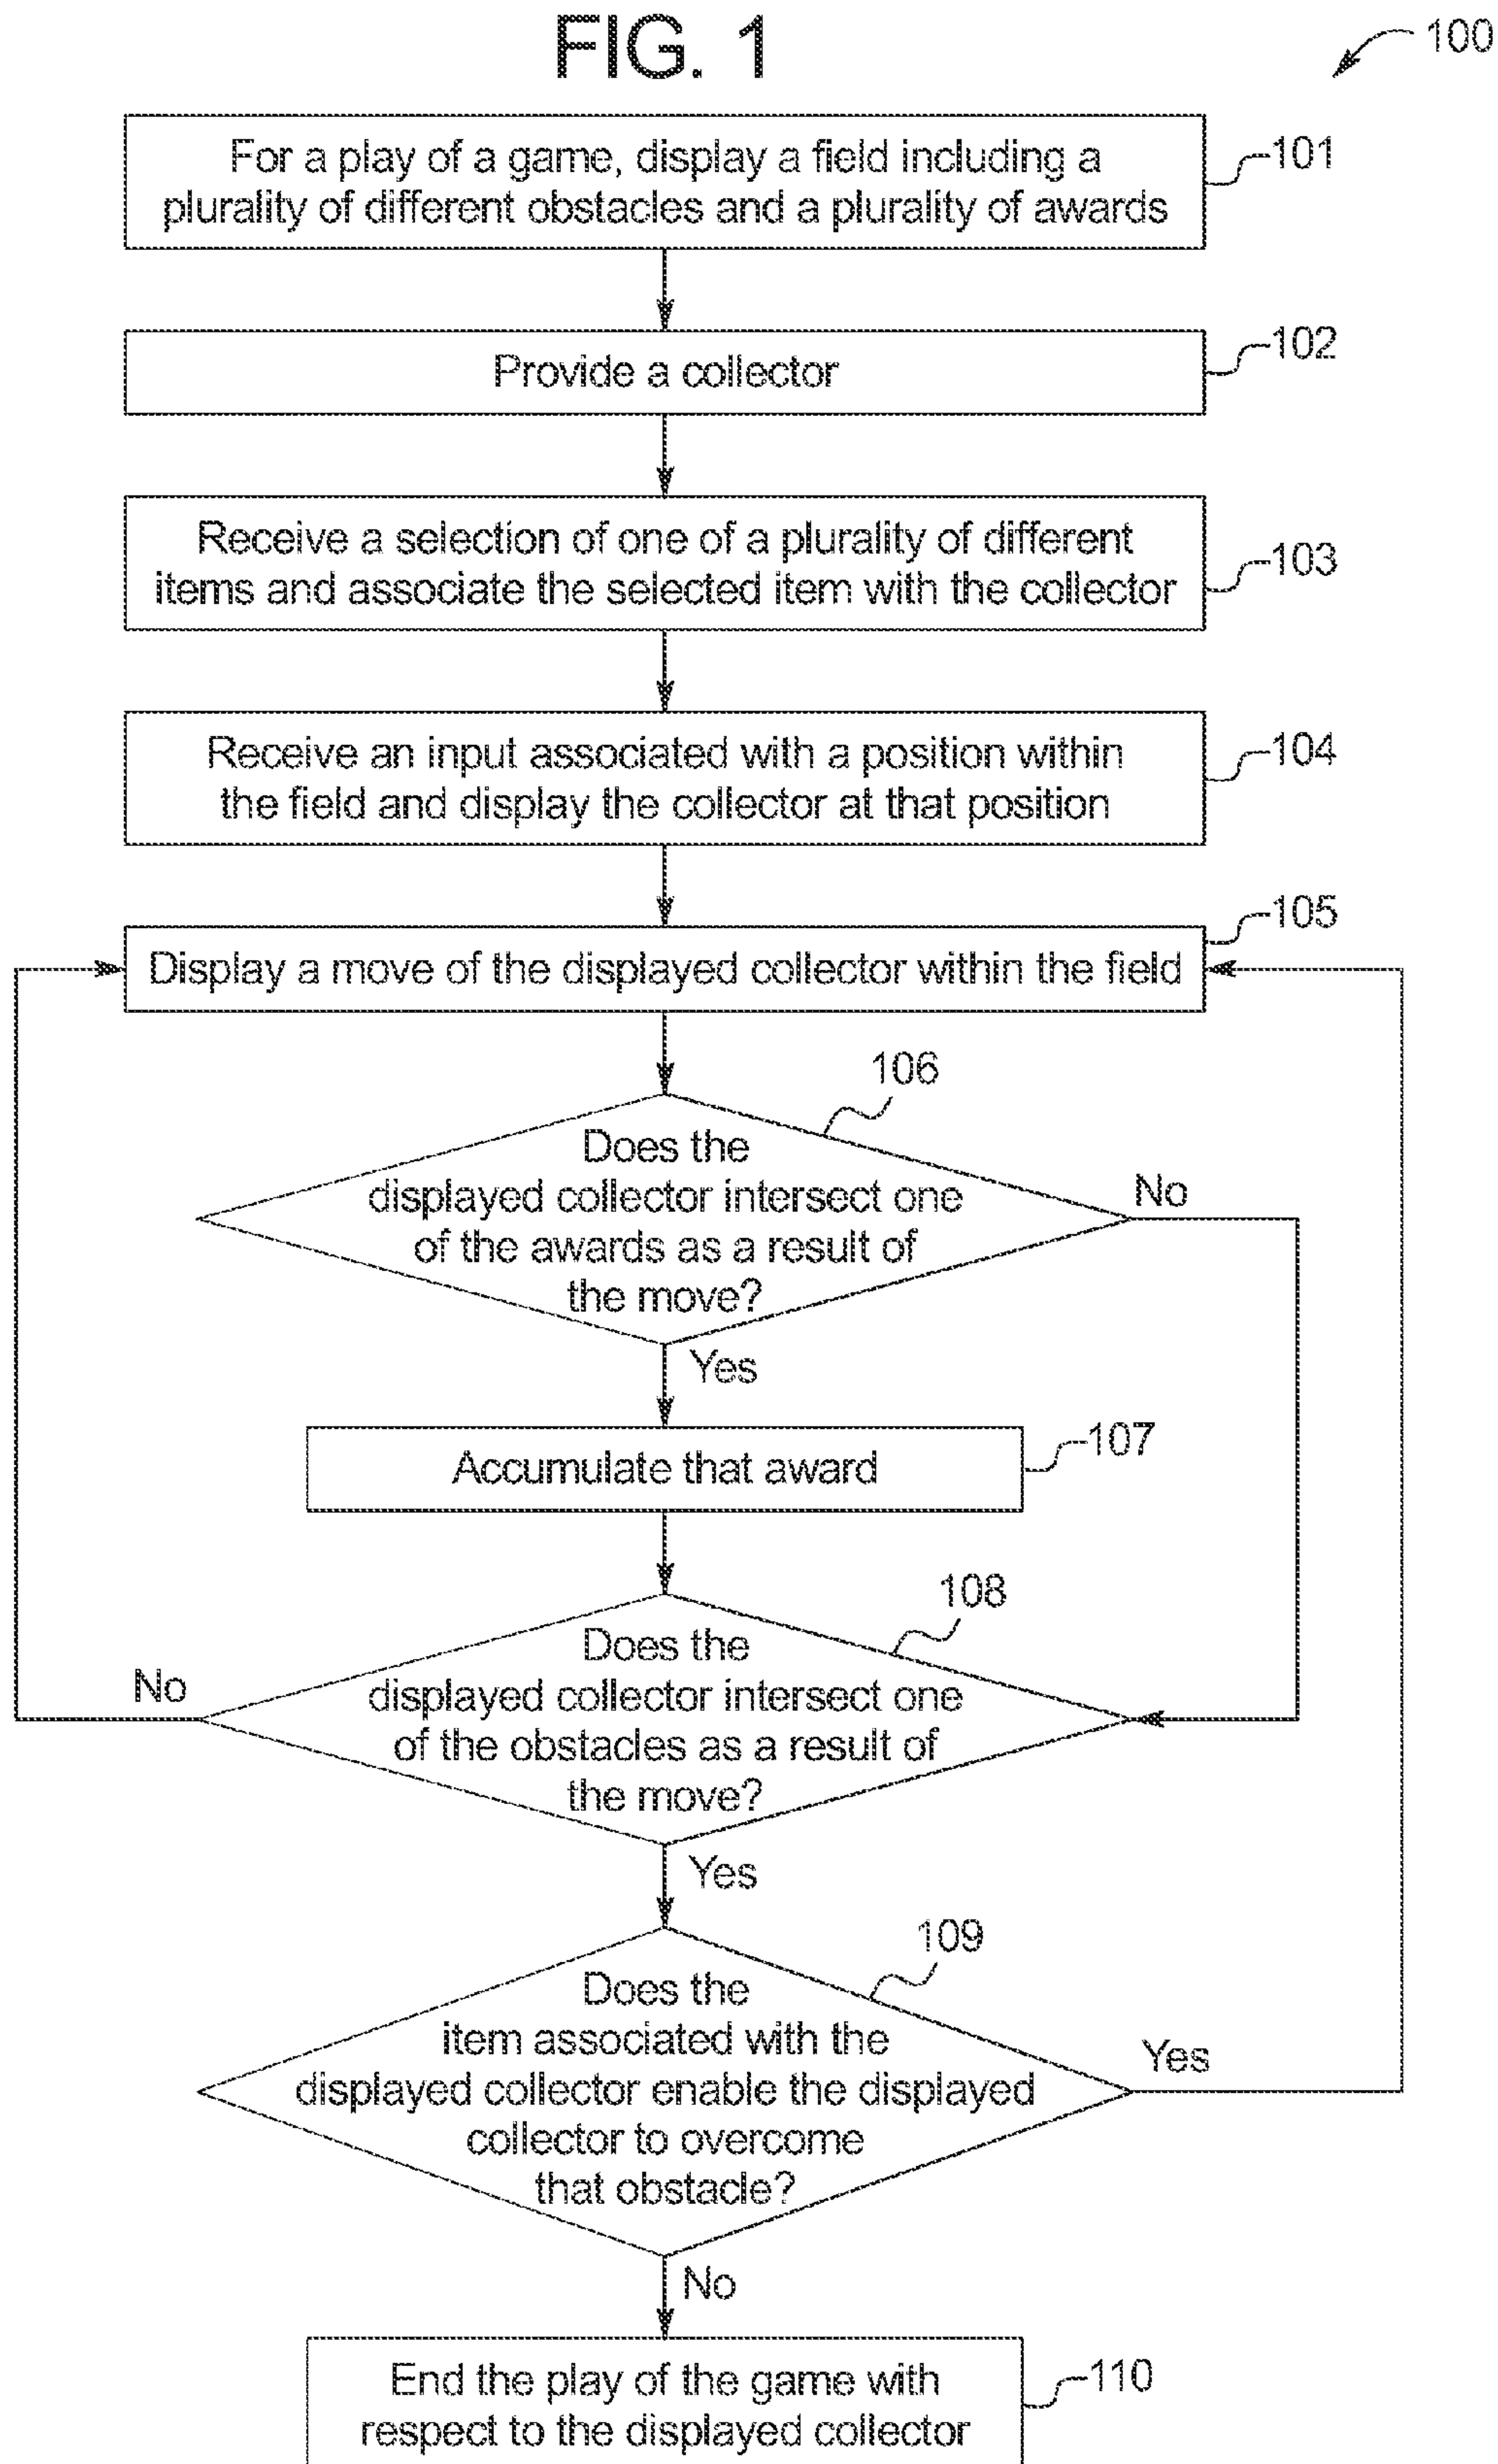 FIG. 1
100
For a play of a game, display a field including a
plurality of different obstacles and a plurality of awards
101
Provide a collector
102
Receive a selection of one of a plurality of different
items and associate the selected item with the collector
103
Receive an input associated with a position within
the field and display the collector at that position
104
105
Display a move of the displayed collector within the field
106
Does the
displayed collector intersect one
of the awards as a result of
the move?
No
Yes
Accumulate that award
107
108
Does the
displayed collector intersect one
of the obstacles as a result of
the move?
No
Yes
109
Does the
item associated with the
displayed collector enable the displayed
collector to overcome
that obstacle?
Yes
No
End the play of the game with
respect to the displayed collector
110